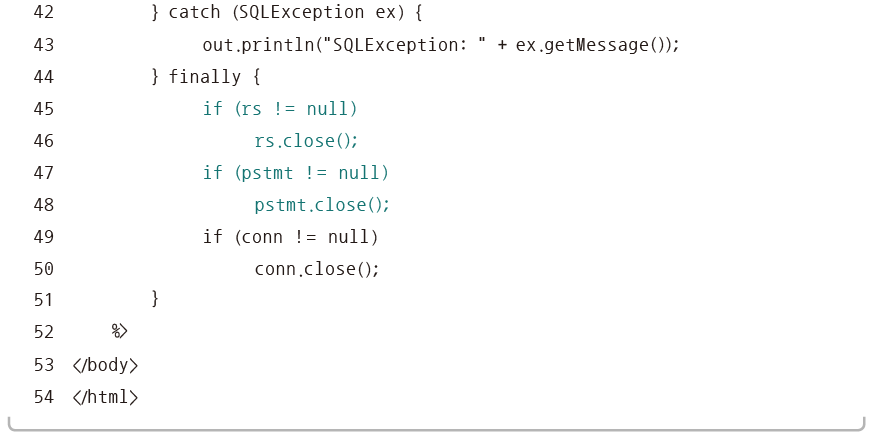 42 } catch (SQLException ex) {
43 out.println("SQLException: " + ex.getMessage());
44 } finally {
45 if (rs != null)
46 rs.close();
47 if (pstmt != null)
48 pstmt.close();
49 if (conn != null)
50 conn.close();
51 }
52 %>
53 </body>
54 </html>